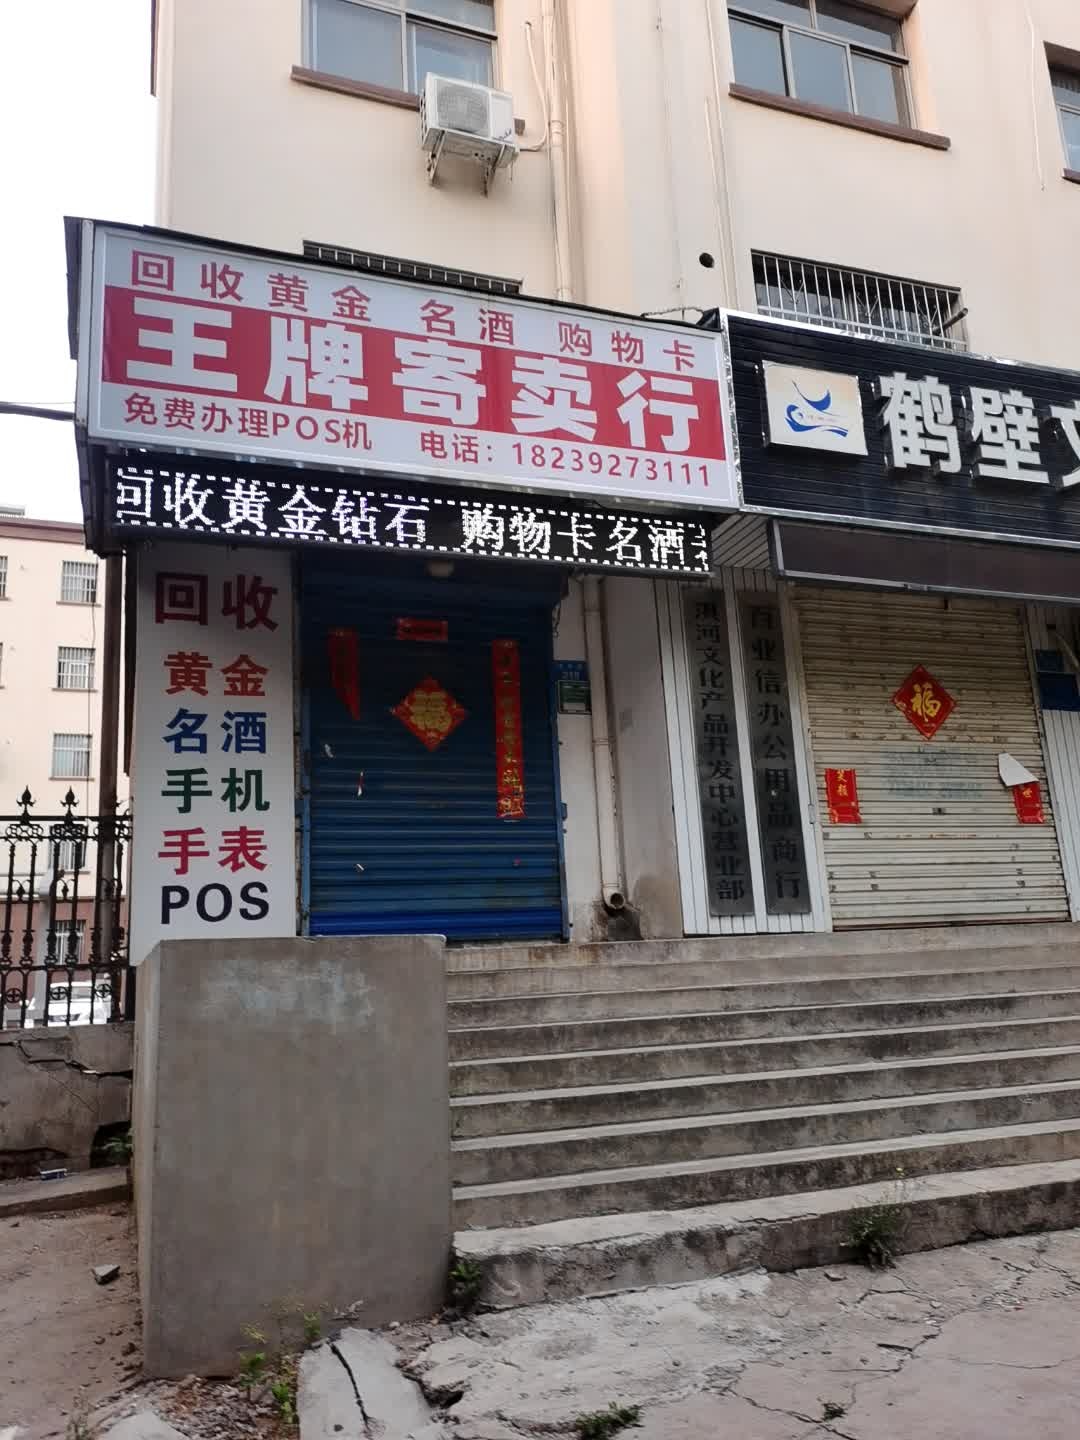 回收黄金 名酒 购物卡
王牌寄卖行
免费办理POS机 电话：18239273111
回收黄金钻石 购物卡名酒
鹤壁文
回收
黄金
名酒
手机
手表
POS
福
淇河文化产品开发中心营业部
百业信办公用品商行
福